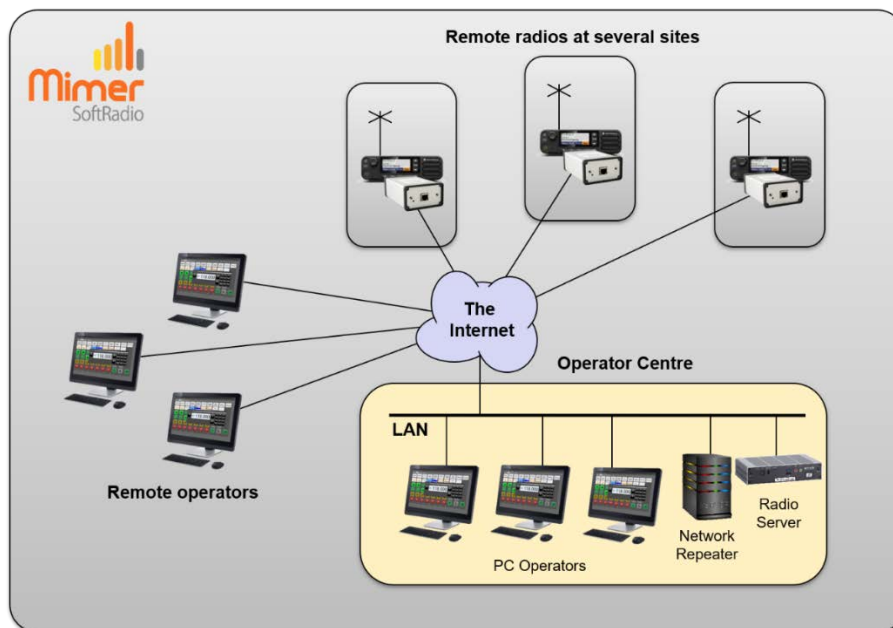 Mimer
SoftRadio
Remote radios at several sites
The
Internet
Operator Centre
LAN
Remote operators
PC Operators
Network
Repeater
Radio
Server